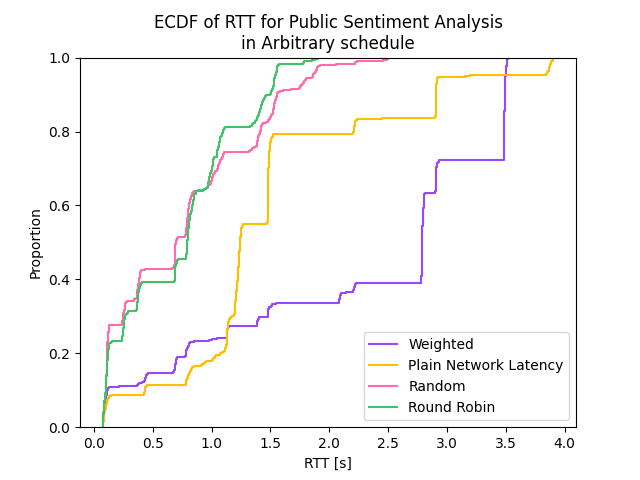 ECDF of RTT for Public Sentiment Analysis
in Arbitrary schedule
1.0
0.8
0.6
0.4
0.2
0.0
Proportion
0.0 0.5 1.0 1.5 2.0 2.5 3.0 3.5 4.0
RTT [s]
Weighted
Plain Network Latency
Random
Round Robin